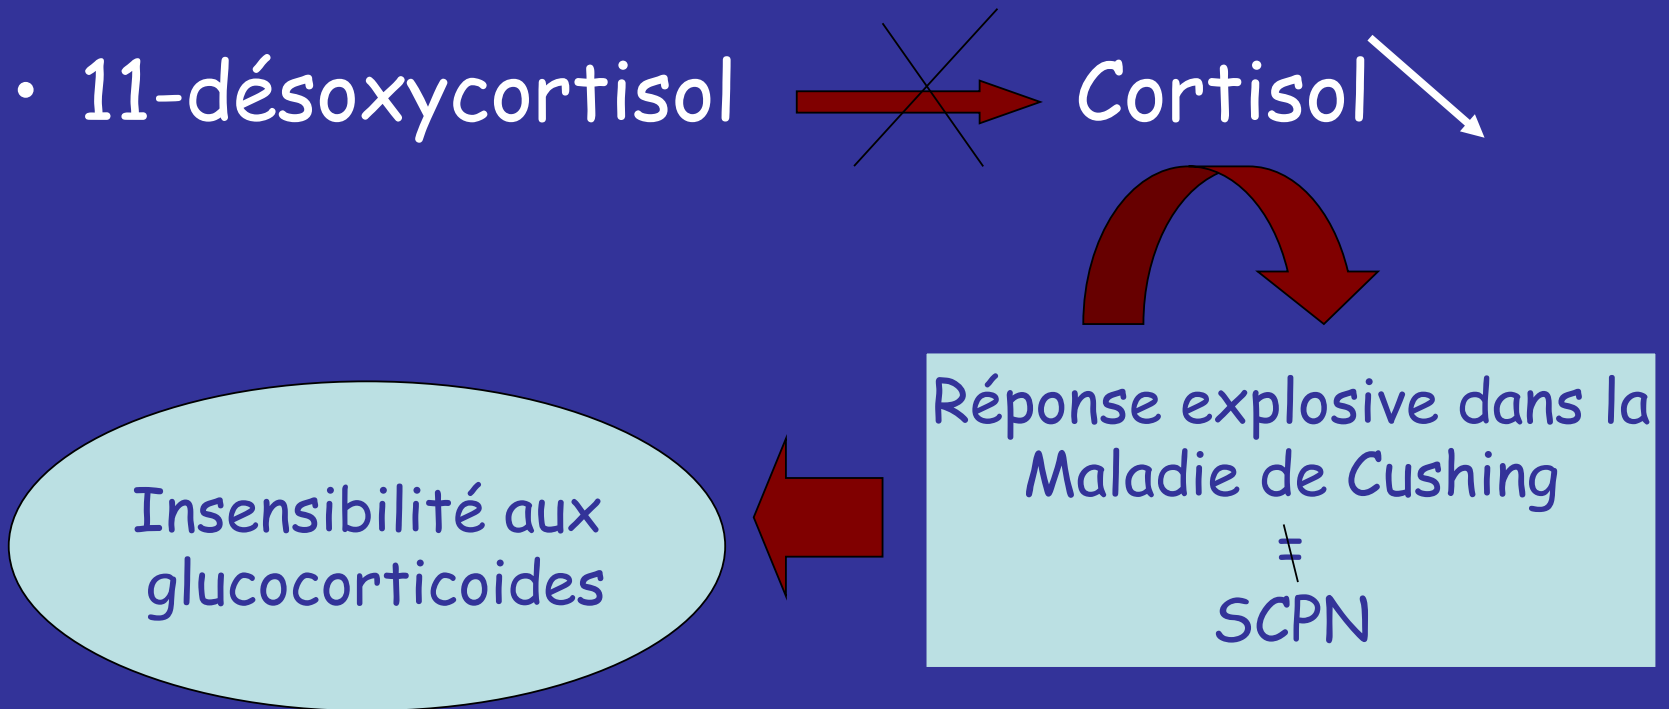 • 11-désoxycortisol Cortisol
Réponse explosive dans la
Maladie de Cushing
≠
SCPN
Insensibilité aux
glucocorticoides